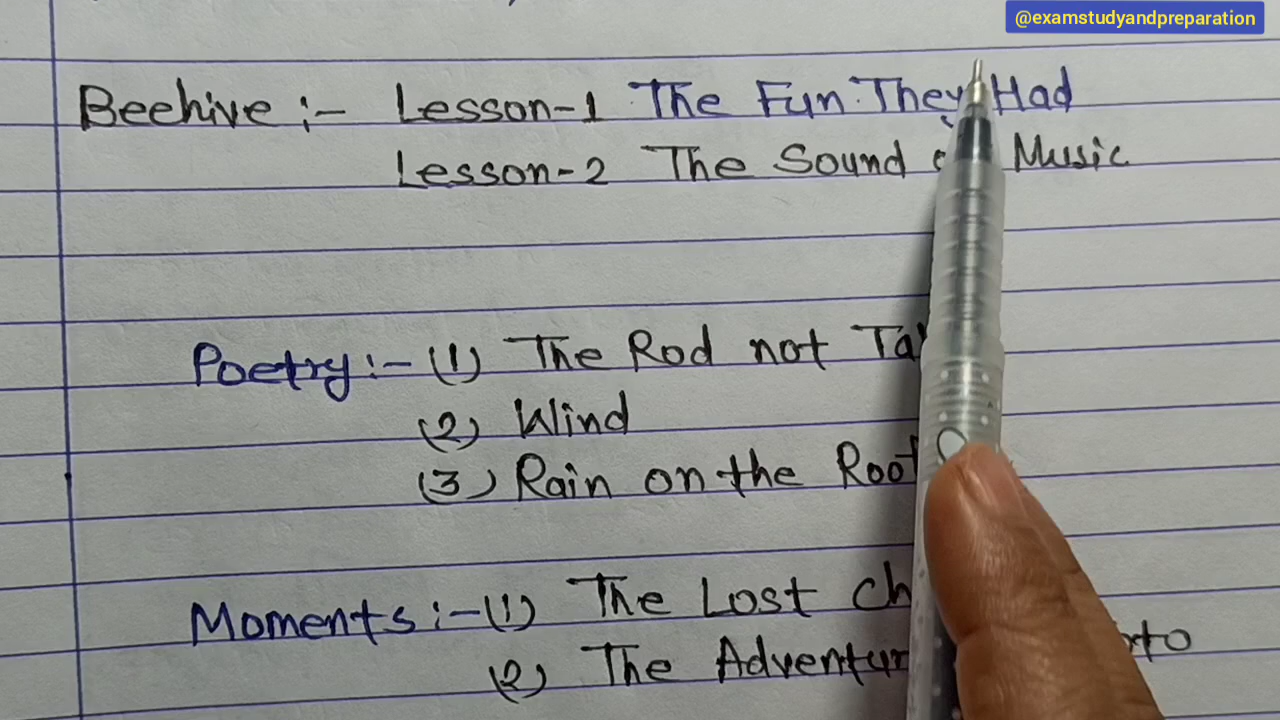 @examstudyandpreparation
Beehive :- Lesson-1 The Fun They Had
Lesson-2 The Sound Music
Poetry :- (1) The Rod not
(2) Wind
(3) Rain on the
Moments :- (1) The Lost
(2) The